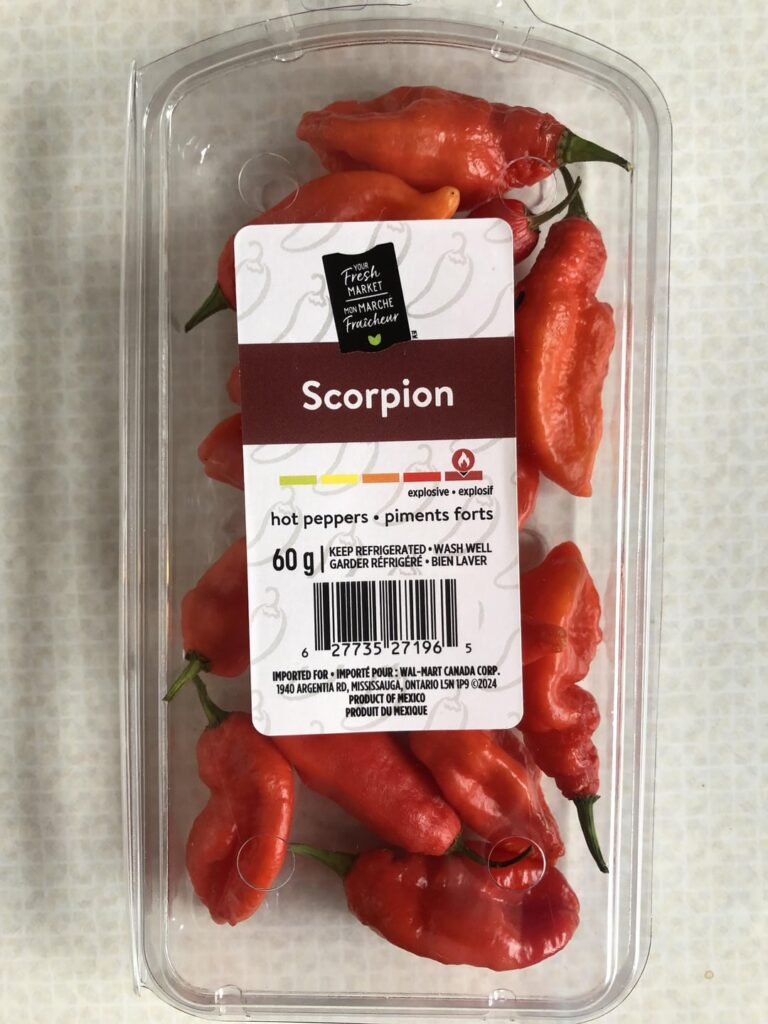 YOUR
Fresh
MARKET
MON MARCHÉ
Fraîcheur
Scorpion
explosive • explosif
hot peppers • piments forts
60 g | KEEP REFRIGERATED • WASH WELL
GARDER RÉFRIGÉRÉ • BIEN LAVER
6 27735 27196 5
IMPORTED FOR • IMPORTÉ POUR : WAL-MART CANADA CORP.
1940 ARGENTIA RD, MISSISSAUGA, ONTARIO L5N 1P9 ©2024
PRODUCT OF MEXICO
PRODUIT DU MEXIQUE